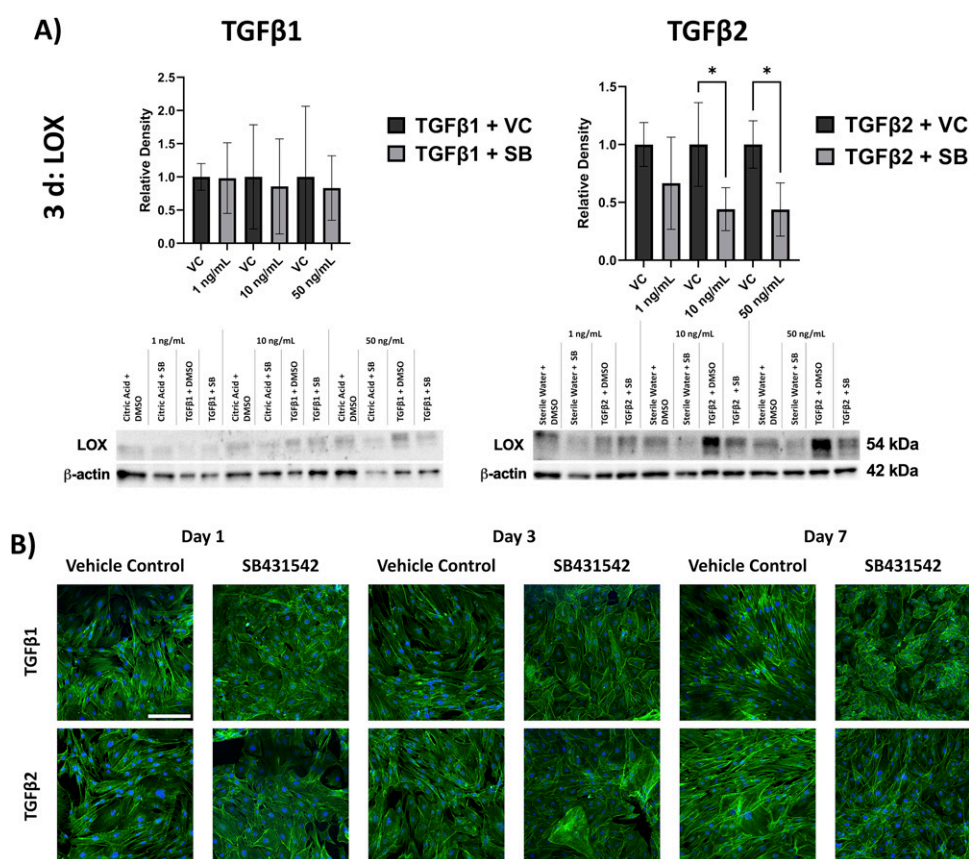 A)
TGFβ1
TGFβ2
3 d: LOX
Relative Density
2.5
2.0
1.5
1.0
0.5
0.0
VC
1 ng/mL
VC
10 ng/mL
VC
50 ng/mL
TGFβ1 + VC
TGFβ1 + SB
Relative Density
1.5
1.0
0.5
0.0
*
*
VC
1 ng/mL
VC
10 ng/mL
VC
50 ng/mL
TGFβ2 + VC
TGFβ2 + SB
1 ng/mL
10 ng/mL
50 ng/mL
Citric Acid +
DMSO
Citric Acid + SB
TGFβ1 + DMSO
TGFβ1 + SB
Citric Acid +
DMSO
Citric Acid + SB
TGFβ1 + DMSO
TGFβ1 + SB
Citric Acid +
DMSO
Citric Acid + SB
TGFβ1 + DMSO
TGFβ1 + SB
LOX
β-actin
1 ng/mL
10 ng/mL
50 ng/mL
Sterile Water +
DMSO
Sterile Water + SB
TGFβ2 + DMSO
TGFβ2 + SB
Sterile Water +
DMSO
Sterile Water + SB
TGFβ2 + DMSO
TGFβ2 + SB
Sterile Water +
DMSO
Sterile Water + SB
TGFβ2 + DMSO
TGFβ2 + SB
LOX
54 kDa
β-actin
42 kDa
B)
Day 1
Day 3
Day 7
Vehicle Control
SB431542
Vehicle Control
SB431542
Vehicle Control
SB431542
TGFβ1
TGFβ2